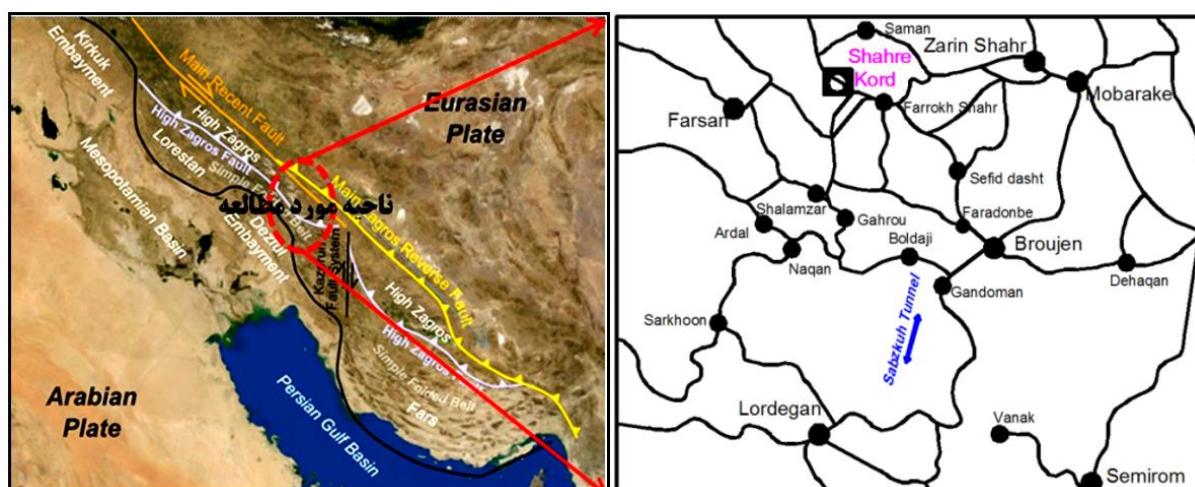 Kirkuk
Embayment
Main Recent Fault
High Zagros
High Zagros Fault
Lorestan
Simple Folded Belt
Mesopotamian Basin
Dezful
Embayment
Eurasian
Plate
ناحیه مورد مطالعه
Kazerun
Fault System
Main Zagros Reverse Fault
High Zagros
High Zagros
Simple Folded Belt
Fars
Persian Gulf Basin
Arabian
Plate
Saman
Zarin Shahr
Shahre
Kord
Mobarake
Farrokh Shahr
Farsan
Sefid dasht
Shalamzar
Gahrou
Faradonbe
Ardal
Boldaji
Broujen
Naqan
Dehaqan
Gandoman
Sabzkuh Tunnel
Sarkhoon
Lordegan
Vanak
Semirom